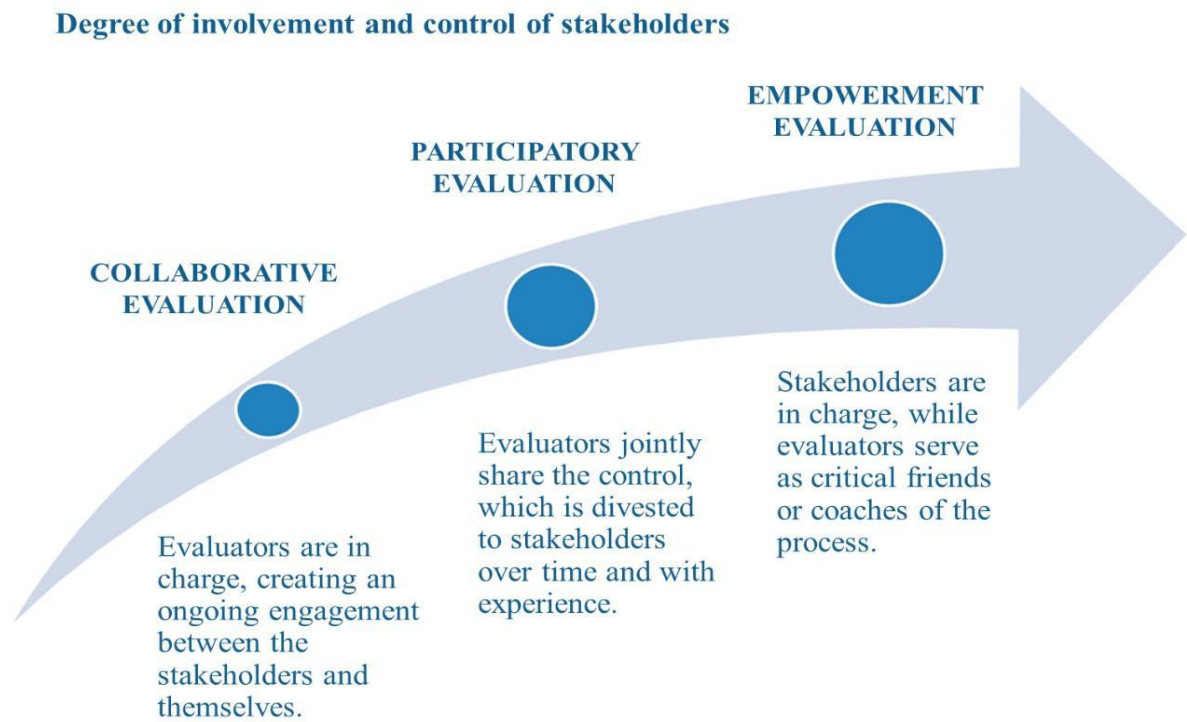 Degree of involvement and control of stakeholders
COLLABORATIVE
EVALUATION
Evaluators are in
charge, creating an
ongoing engagement
between the
stakeholders and
themselves.
PARTICIPATORY
EVALUATION
Evaluators jointly
share the control,
which is divested
to stakeholders
over time and with
experience.
EMPOWERMENT
EVALUATION
Stakeholders are
in charge, while
evaluators serve
as critical friends
or coaches of the
process.